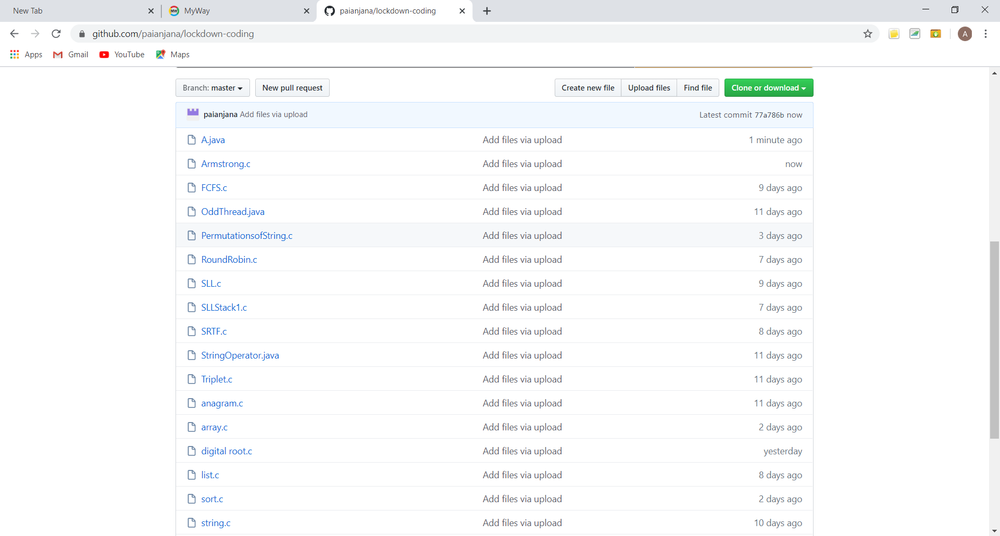 New Tab MyWay paianjana/lockdown-coding
github.com/paianjana/lockdown-coding A
Apps Gmail YouTube Maps
Branch: master New pull request Create new file Upload files Find file Clone or download
paianjana Add files via upload Latest commit 77a786b now
A.java Add files via upload 1 minute ago
Armstrong.c Add files via upload now
FCFS.c Add files via upload 9 days ago
OddThread.java Add files via upload 11 days ago
PermutationsofString.c Add files via upload 3 days ago
RoundRobin.c Add files via upload 7 days ago
SLL.c Add files via upload 9 days ago
SLLStack1.c Add files via upload 7 days ago
SRTF.c Add files via upload 8 days ago
StringOperator.java Add files via upload 11 days ago
Triplet.c Add files via upload 11 days ago
anagram.c Add files via upload 11 days ago
array.c Add files via upload 2 days ago
digital root.c Add files via upload yesterday
list.c Add files via upload 8 days ago
sort.c Add files via upload 2 days ago
string.c Add files via upload 10 days ago